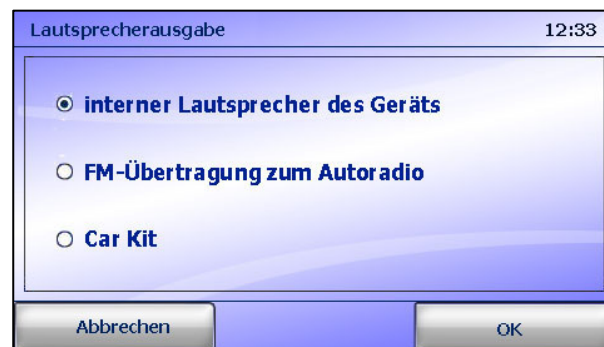 Lautsprecherausgabe 12:33
interner Lautsprecher des Geräts
FM-Übertragung zum Autoradio
Car Kit
Abbrechen OK